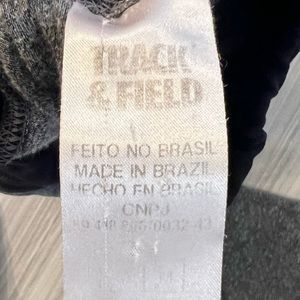 TRACK
& FIELD
FEITO NO BRASIL
MADE IN BRAZIL
HECHO EN BRASIL
CNPJ